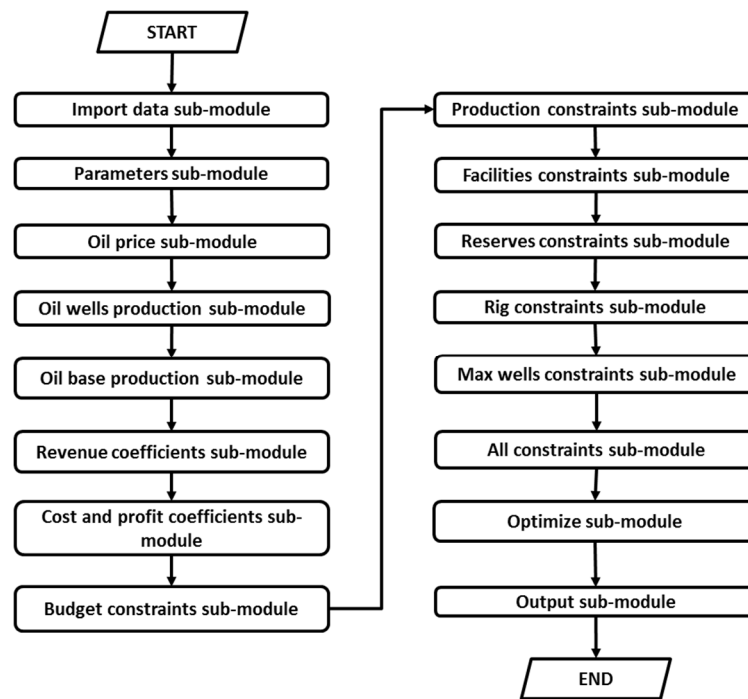 START
Import data sub-module
Parameters sub-module
Oil price sub-module
Oil wells production sub-module
Oil base production sub-module
Revenue coefficients sub-module
Cost and profit coefficients sub-
module
Budget constraints sub-module
Production constraints sub-module
Facilities constraints sub-module
Reserves constraints sub-module
Rig constraints sub-module
Max wells constraints sub-module
All constraints sub-module
Optimize sub-module
Output sub-module
END